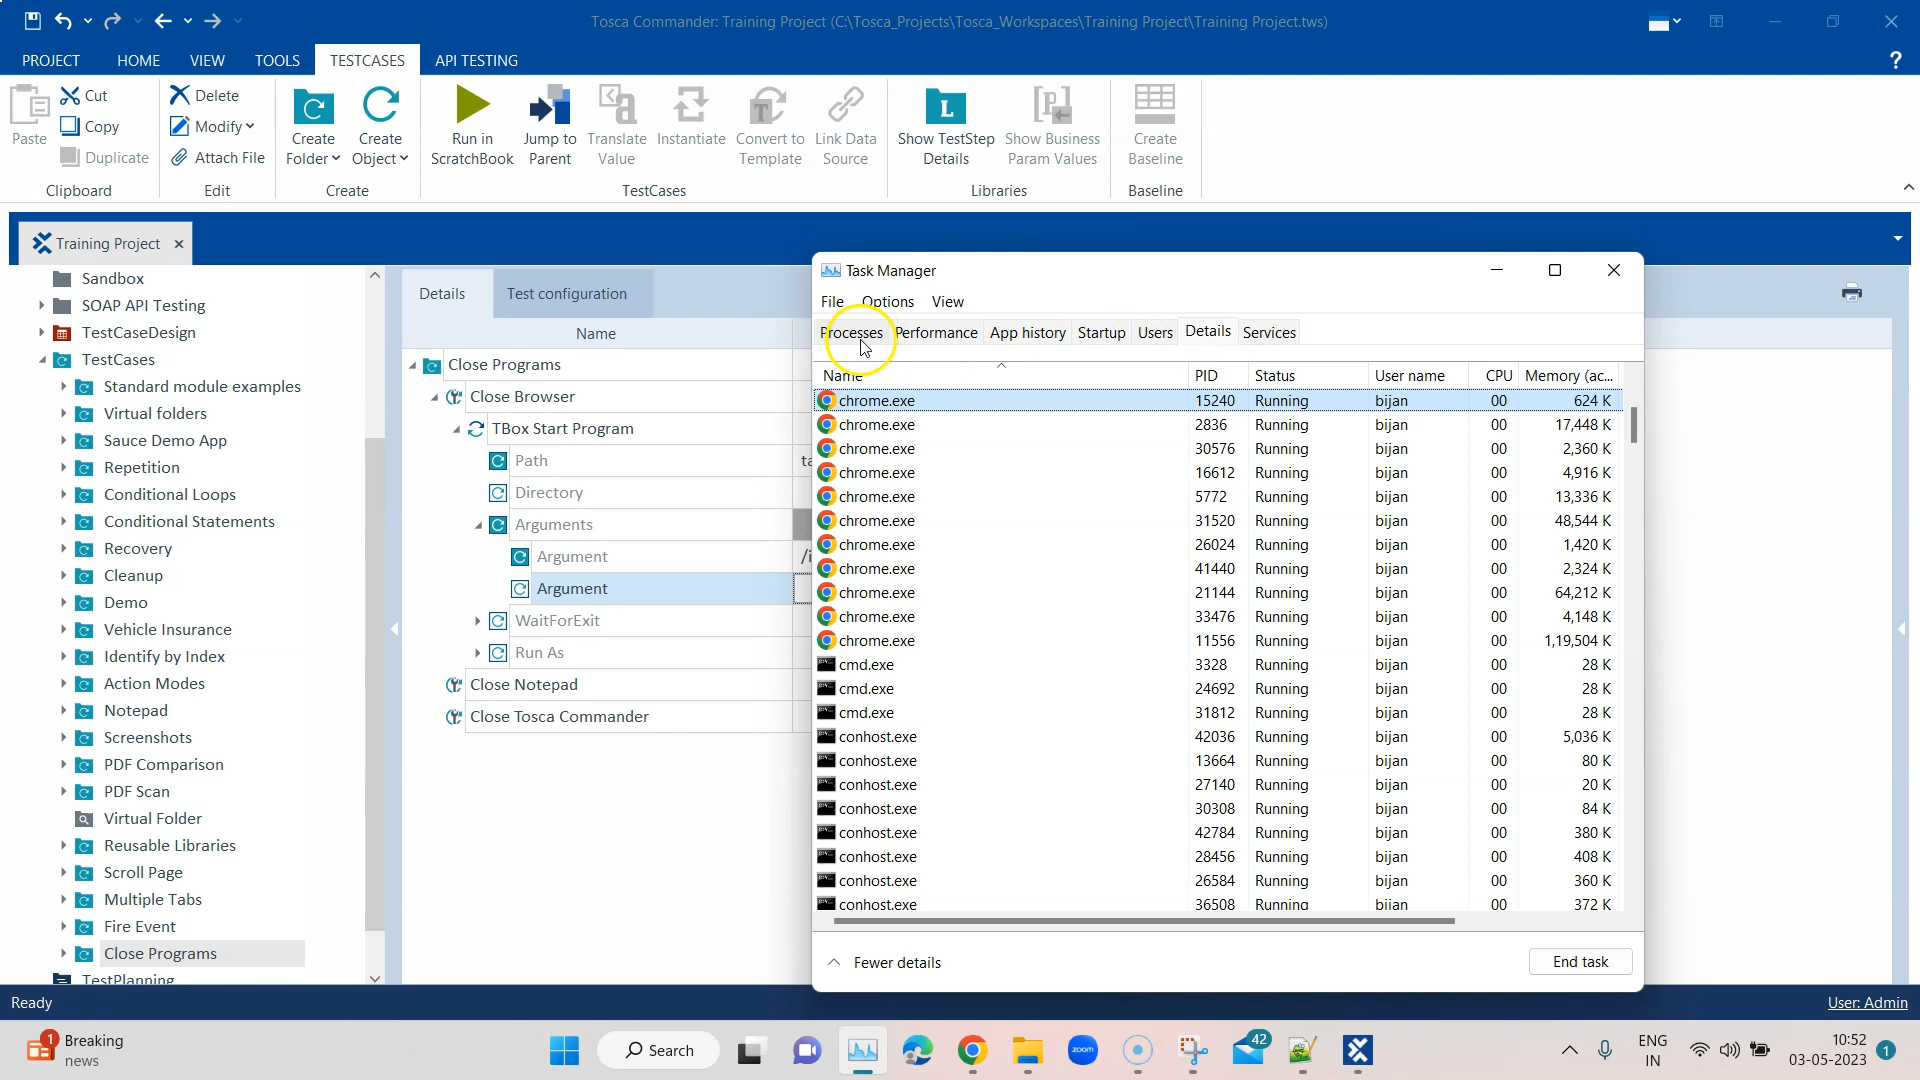 Tosca Commander: Training Project (C:\Tosca_Projects\Tosca_Workspaces\Training Project\Training Project.tws)
PROJECT HOME VIEW TOOLS TESTCASES API TESTING ?
Paste
Cut
Copy
Duplicate
Clipboard
Delete
Modify
Attach File
Edit
Create Folder
Create Object
Create
Run in ScratchBook
Jump to Parent
Translate Value
Instantiate
Convert to Template
Link Data Source
TestCases
Show TestStep Details
Show Business Param Values
Libraries
Create Baseline
Baseline
Training Project
Sandbox
SOAP API Testing
TestCaseDesign
TestCases
Standard module examples
Virtual folders
Sauce Demo App
Repetition
Conditional Loops
Conditional Statements
Recovery
Cleanup
Demo
Vehicle Insurance
Identify by Index
Action Modes
Notepad
Screenshots
PDF Comparison
PDF Scan
Virtual Folder
Reusable Libraries
Scroll Page
Multiple Tabs
Fire Event
Close Programs
TestPlanning
Details Test configuration
Name
Close Programs
Close Browser
TBox Start Program
Path
Directory
Arguments
Argument /i
Argument
WaitForExit
Run As
Close Notepad
Close Tosca Commander
Task Manager
File Options View
Processes Performance App history Startup Users Details Services
Name PID Status User name CPU Memory (ac...
chrome.exe 15240 Running bijan 00 624 K
chrome.exe 2836 Running bijan 00 17,448 K
chrome.exe 30576 Running bijan 00 2,360 K
chrome.exe 16612 Running bijan 00 4,916 K
chrome.exe 5772 Running bijan 00 13,336 K
chrome.exe 31520 Running bijan 00 48,544 K
chrome.exe 26024 Running bijan 00 1,420 K
chrome.exe 41440 Running bijan 00 2,324 K
chrome.exe 21144 Running bijan 00 64,212 K
chrome.exe 33476 Running bijan 00 4,148 K
chrome.exe 11556 Running bijan 00 1,19,504 K
cmd.exe 3328 Running bijan 00 28 K
cmd.exe 24692 Running bijan 00 28 K
cmd.exe 31812 Running bijan 00 28 K
conhost.exe 42036 Running bijan 00 5,036 K
conhost.exe 13664 Running bijan 00 80 K
conhost.exe 27140 Running bijan 00 20 K
conhost.exe 30308 Running bijan 00 84 K
conhost.exe 42784 Running bijan 00 380 K
conhost.exe 28456 Running bijan 00 408 K
conhost.exe 26584 Running bijan 00 360 K
conhost.exe 36508 Running bijan 00 372 K
Fewer details
End task
Ready
User: Admin
1
Breaking
news
Search
zoom
42
ENG
IN
10:52
03-05-2023
1